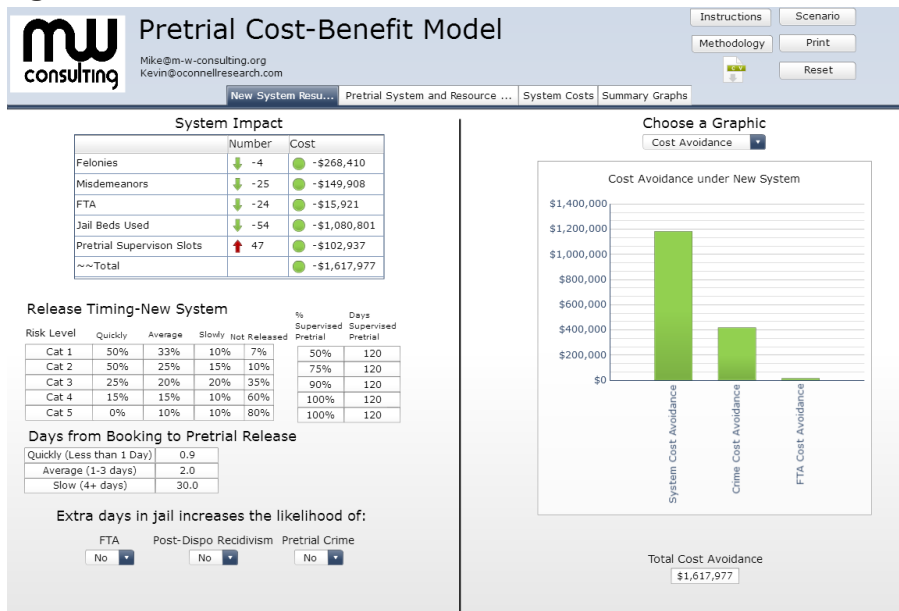 mw
consulting
Pretrial Cost-Benefit Model
Mike@m-w-consulting.org
Kevin@oconnellresearch.com
Instructions Scenario
Methodology Print
CSV Reset
New System Resu... Pretrial System and Resource ... System Costs Summary Graphs
System Impact
Number Cost
Felonies -4 -$268,410
Misdemeanors -25 -$149,908
FTA -24 -$15,921
Jail Beds Used -54 -$1,080,801
Pretrial Supervison Slots 47 -$102,937
~~Total -$1,617,977
Release Timing-New System
Risk Level Quickly Average Slowly Not Released % Supervised Pretrial Days Supervised Pretrial
Cat 1 50% 33% 10% 7% 50% 120
Cat 2 50% 25% 15% 10% 75% 120
Cat 3 25% 20% 20% 35% 90% 120
Cat 4 15% 15% 10% 60% 100% 120
Cat 5 0% 10% 10% 80% 100% 120
Days from Booking to Pretrial Release
Quickly (Less than 1 Day) 0.9
Average (1-3 days) 2.0
Slow (4+ days) 30.0
Extra days in jail increases the likelihood of:
FTA Post-Dispo Recidivism Pretrial Crime
No No No
Choose a Graphic
Cost Avoidance
Cost Avoidance under New System
$1,400,000
$1,200,000
$1,000,000
$800,000
$600,000
$400,000
$200,000
$0
System Cost Avoidance
Crime Cost Avoidance
FTA Cost Avoidance
Total Cost Avoidance
$1,617,977